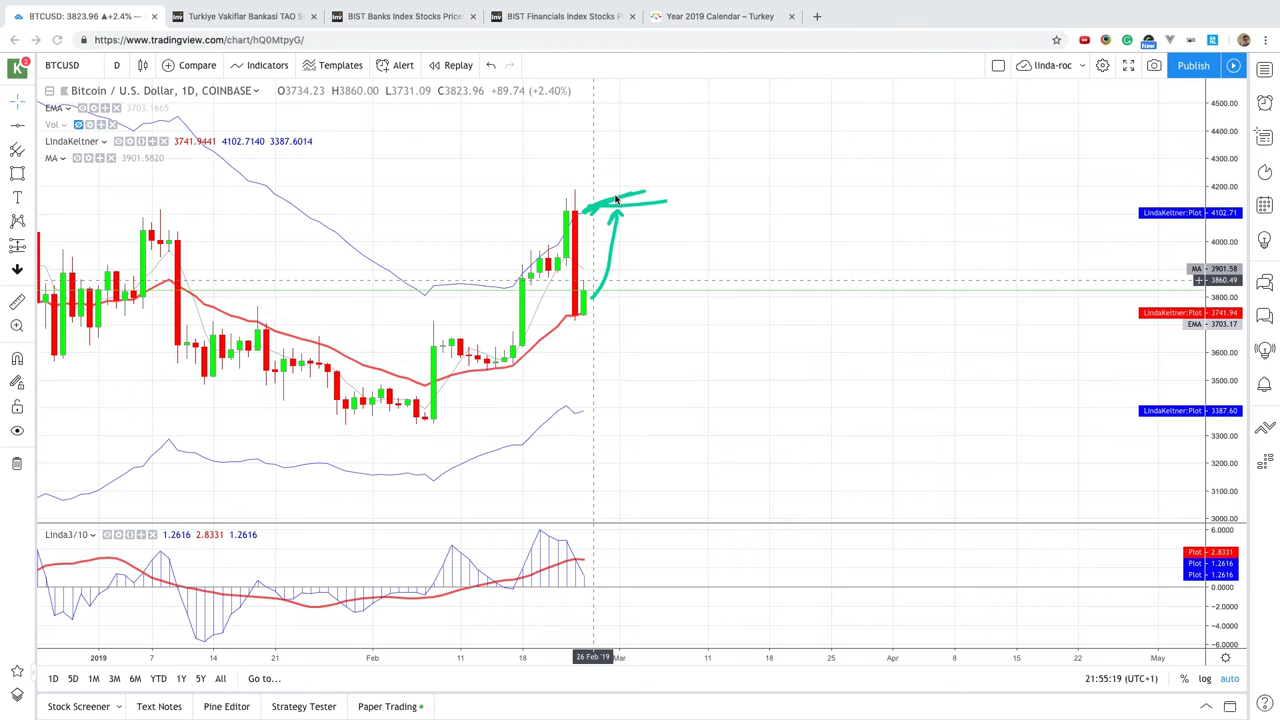 BTCUSD: 3823.96 ▲+2.4% —
Turkiye Vakiflar Bankasi TAO S
BIST Banks Index Stocks Price
BIST Financials Index Stocks P
Year 2019 Calendar – Turkey
https://www.tradingview.com/chart/hQ0MtpyG/
New
K
2
BTCUSD
D
Compare
Indicators
Templates
Alert
Replay
linda-roc
Publish
Bitcoin / U.S. Dollar, 1D, COINBASE
O3734.23 H3860.00 L3731.09 C3823.96 +89.74 (+2.40%)
EMA
3703.1665
Vol
LindaKeltner
3741.9441 4102.7140 3387.6014
MA
3901.5820
4500.00
4400.00
4300.00
4200.00
LindaKeltner:Plot 4102.71
4000.00
MA 3901.58
3860.49
3800.00
LindaKeltner:Plot 3741.94
EMA 3703.17
3600.00
3500.00
LindaKeltner:Plot 3387.60
3300.00
3200.00
3100.00
3000.00
Linda3/10
1.2616 2.8331 1.2616
6.0000
Plot 2.8331
Plot 1.2616
Plot 1.2616
0.0000
-2.0000
-4.0000
-6.0000
2019 7 14 21 Feb 11 18 26 Feb '19 Mar 11 18 25 Apr 8 15 22 May
1D 5D 1M 3M 6M YTD 1Y 5Y All Go to...
21:55:19 (UTC+1) % log auto
Stock Screener Text Notes Pine Editor Strategy Tester Paper Trading